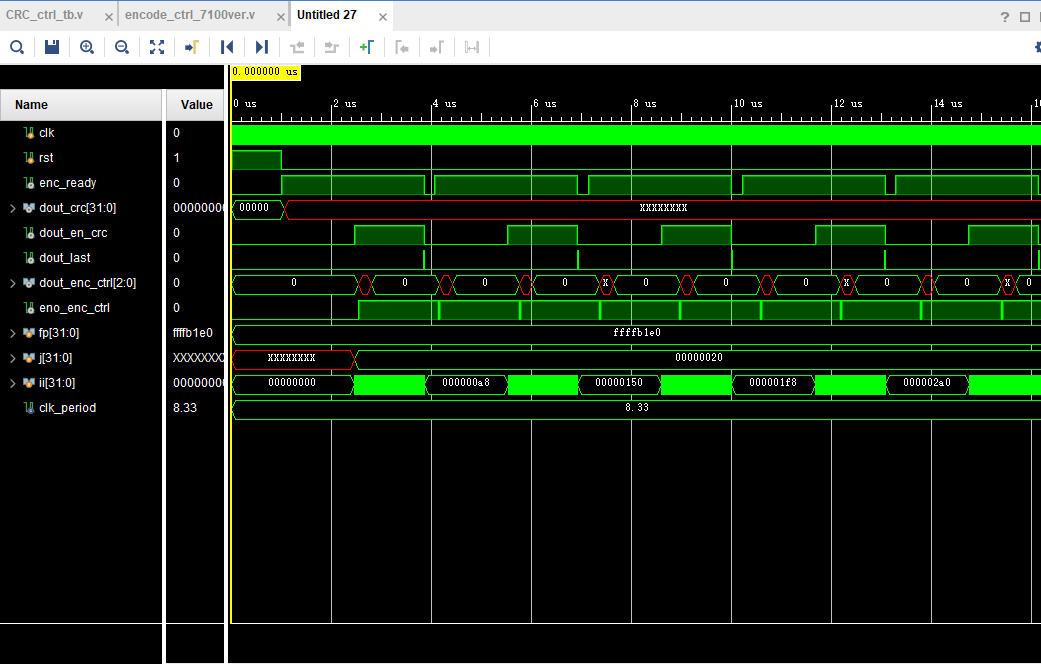 CRC_ctrl_tb.v × encode_ctrl_7100ver.v × Untitled 27 × ? □
0.000000 us
Name Value
0 us 2 us 4 us 6 us 8 us 10 us 12 us 14 us
clk 0
rst 1
enc_ready 0
dout_crc[31:0] 00000000 00000 XXXXXXXX
dout_en_crc 0
dout_last 0
dout_enc_ctrl[2:0] 0 0 0 0 0 X 0 0 0 X 0 0 X 0
eno_enc_ctrl 0
fp[31:0] ffffb1e0 ffffb1e0
j[31:0] XXXXXXX XXXXXXXX 00000020
ii[31:0] 00000000 00000000 000000a8 00000150 000001f8 000002a0
clk_period 8.33 8.33